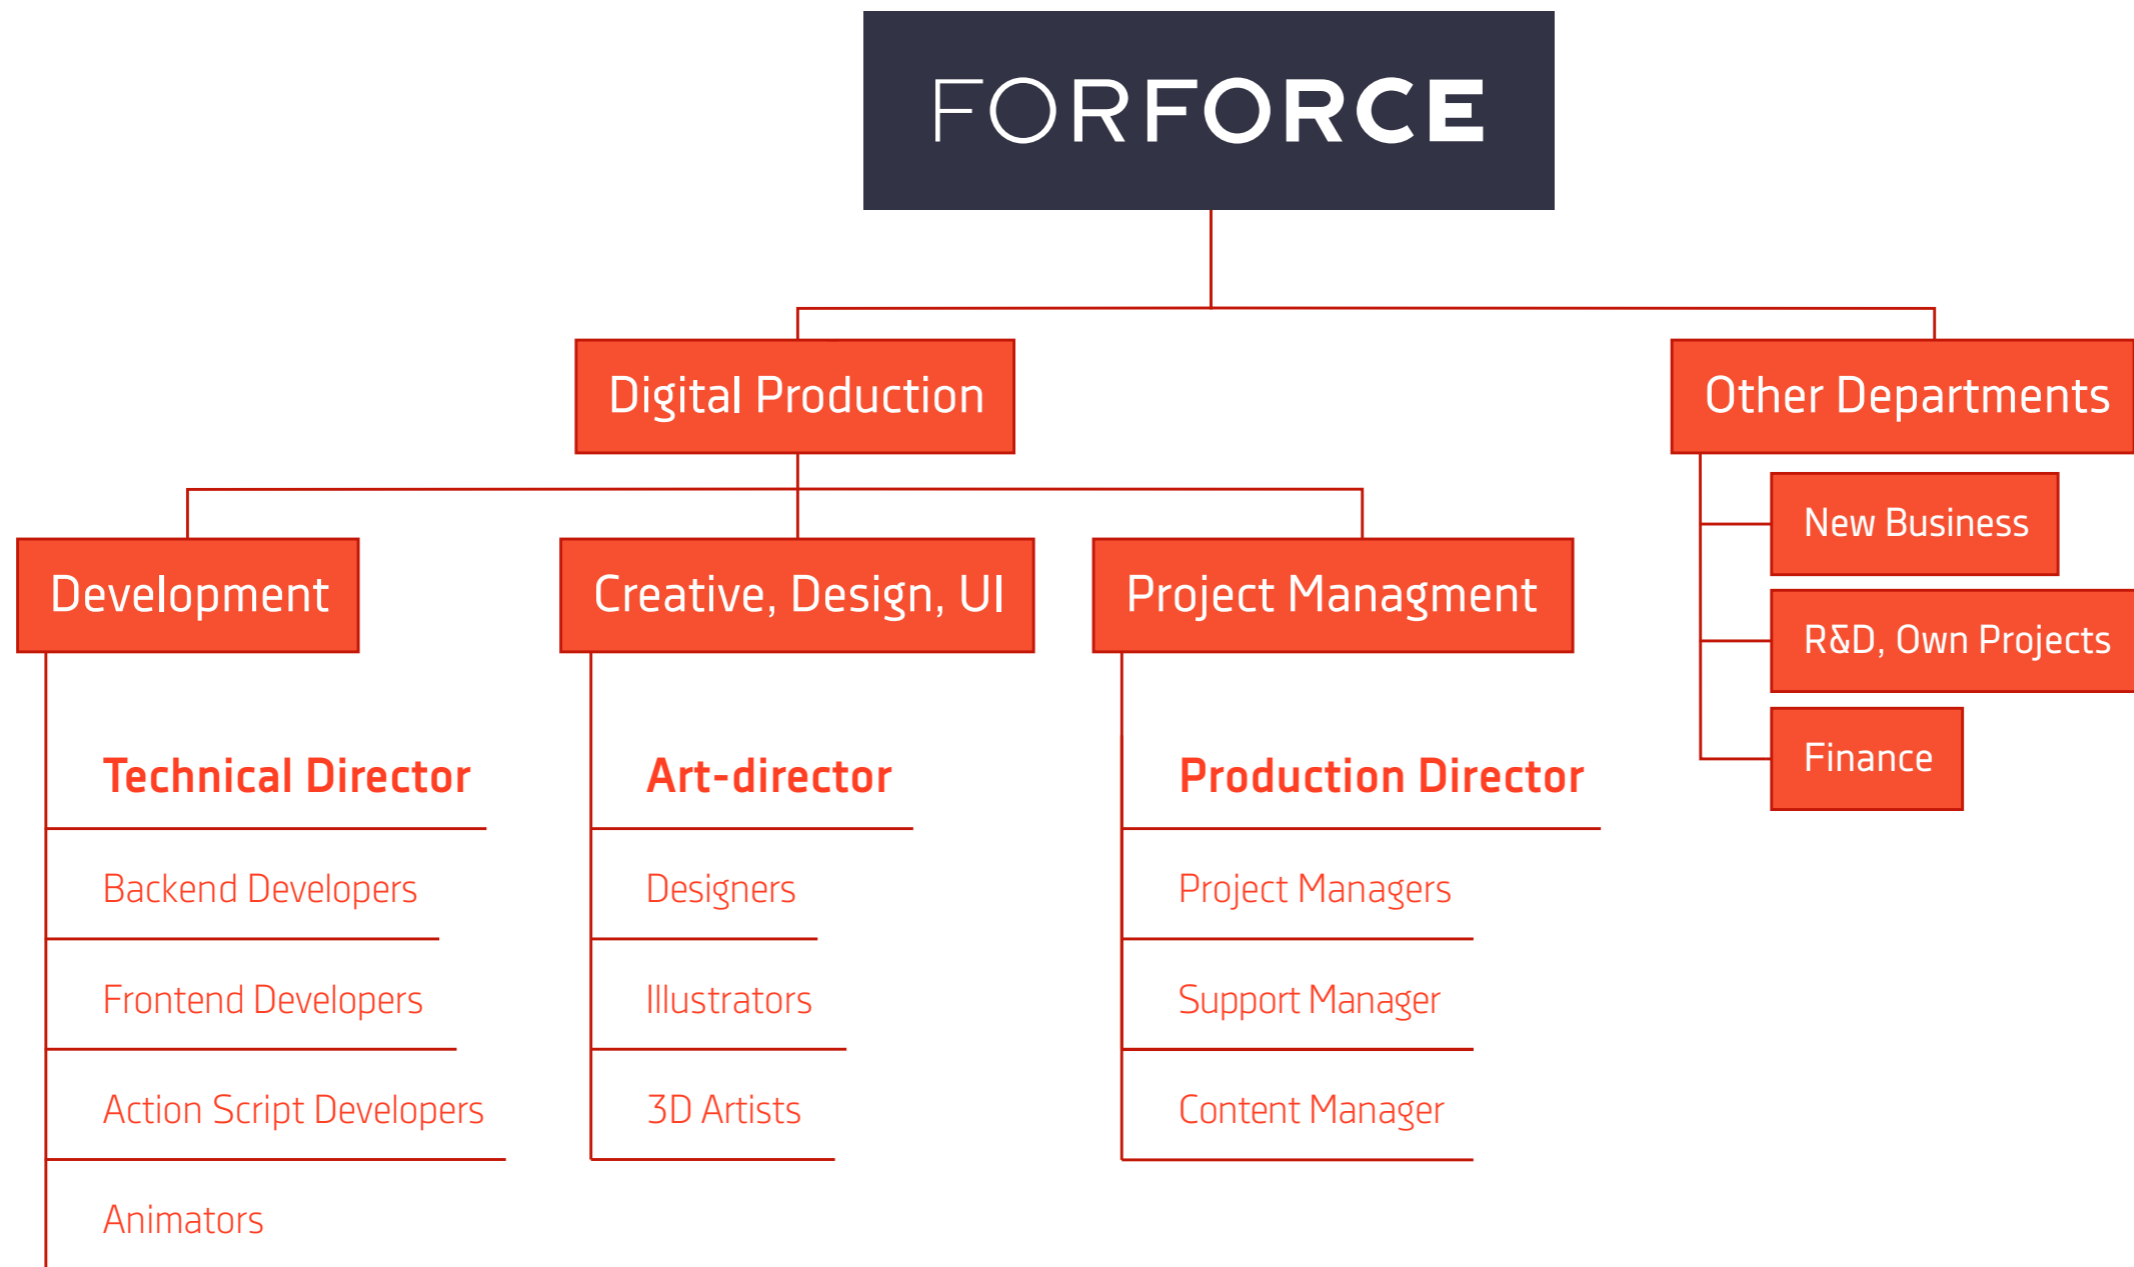 FORFORCE
Digital Production
Other Departments
New Business
R&D, Own Projects
Finance
Development
Creative, Design, UI
Project Managment
Technical Director
Backend Developers
Frontend Developers
Action Script Developers
Animators
Art-director
Designers
Illustrators
3D Artists
Production Director
Project Managers
Support Manager
Content Manager